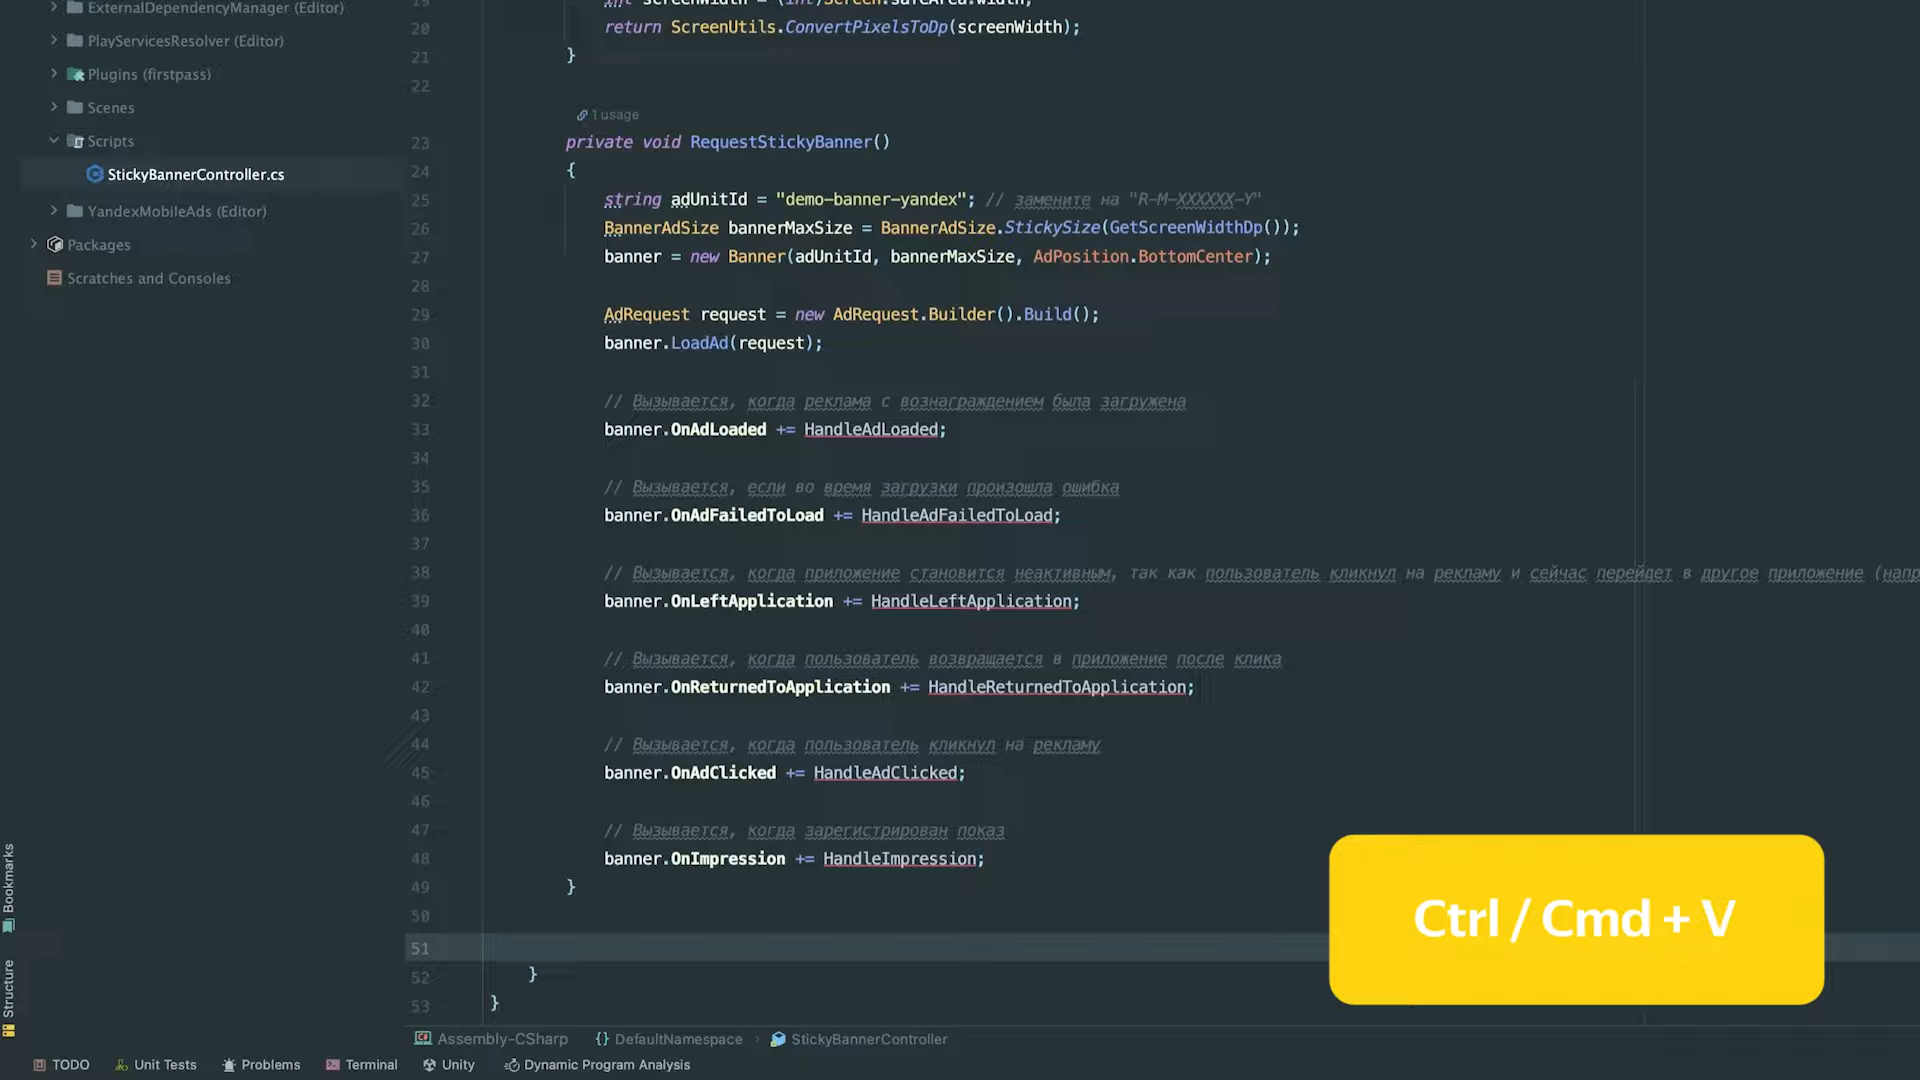 ExternalDependencyManager (Editor)
PlayServicesResolver (Editor)
Plugins (firstpass)
Scenes
Scripts
StickyBannerController.cs
YandexMobileAds (Editor)
Packages
Scratches and Consoles
Bookmarks
Structure
19 int screenWidth = (int)Screen.safeArea.width;
20 return ScreenUtils.ConvertPixelsToDp(screenWidth);
21 }
22
1 usage
23 private void RequestStickyBanner()
24 {
25 string adUnitId = "demo-banner-yandex"; // замените на "R-M-XXXXXX-Y"
26 BannerAdSize bannerMaxSize = BannerAdSize.StickySize(GetScreenWidthDp());
27 banner = new Banner(adUnitId, bannerMaxSize, AdPosition.BottomCenter);
28
29 AdRequest request = new AdRequest.Builder().Build();
30 banner.LoadAd(request);
31
32 // Вызывается, когда реклама с вознаграждением была загружена
33 banner.OnAdLoaded += HandleAdLoaded;
34
35 // Вызывается, если во время загрузки произошла ошибка
36 banner.OnAdFailedToLoad += HandleAdFailedToLoad;
37
38 // Вызывается, когда приложение становится неактивным, так как пользователь кликнул на рекламу и сейчас перейдет в другое приложение (напр
39 banner.OnLeftApplication += HandleLeftApplication;
40
41 // Вызывается, когда пользователь возвращается в приложение после клика
42 banner.OnReturnedToApplication += HandleReturnedToApplication;
43
44 // Вызывается, когда пользователь кликнул на рекламу
45 banner.OnAdClicked += HandleAdClicked;
46
47 // Вызывается, когда зарегистрирован показ
48 banner.OnImpression += HandleImpression;
49 }
50
51
52 }
53 }
Ctrl / Cmd + V
Assembly-CSharp {} DefaultNamespace › StickyBannerController
TODO Unit Tests Problems Terminal Unity Dynamic Program Analysis